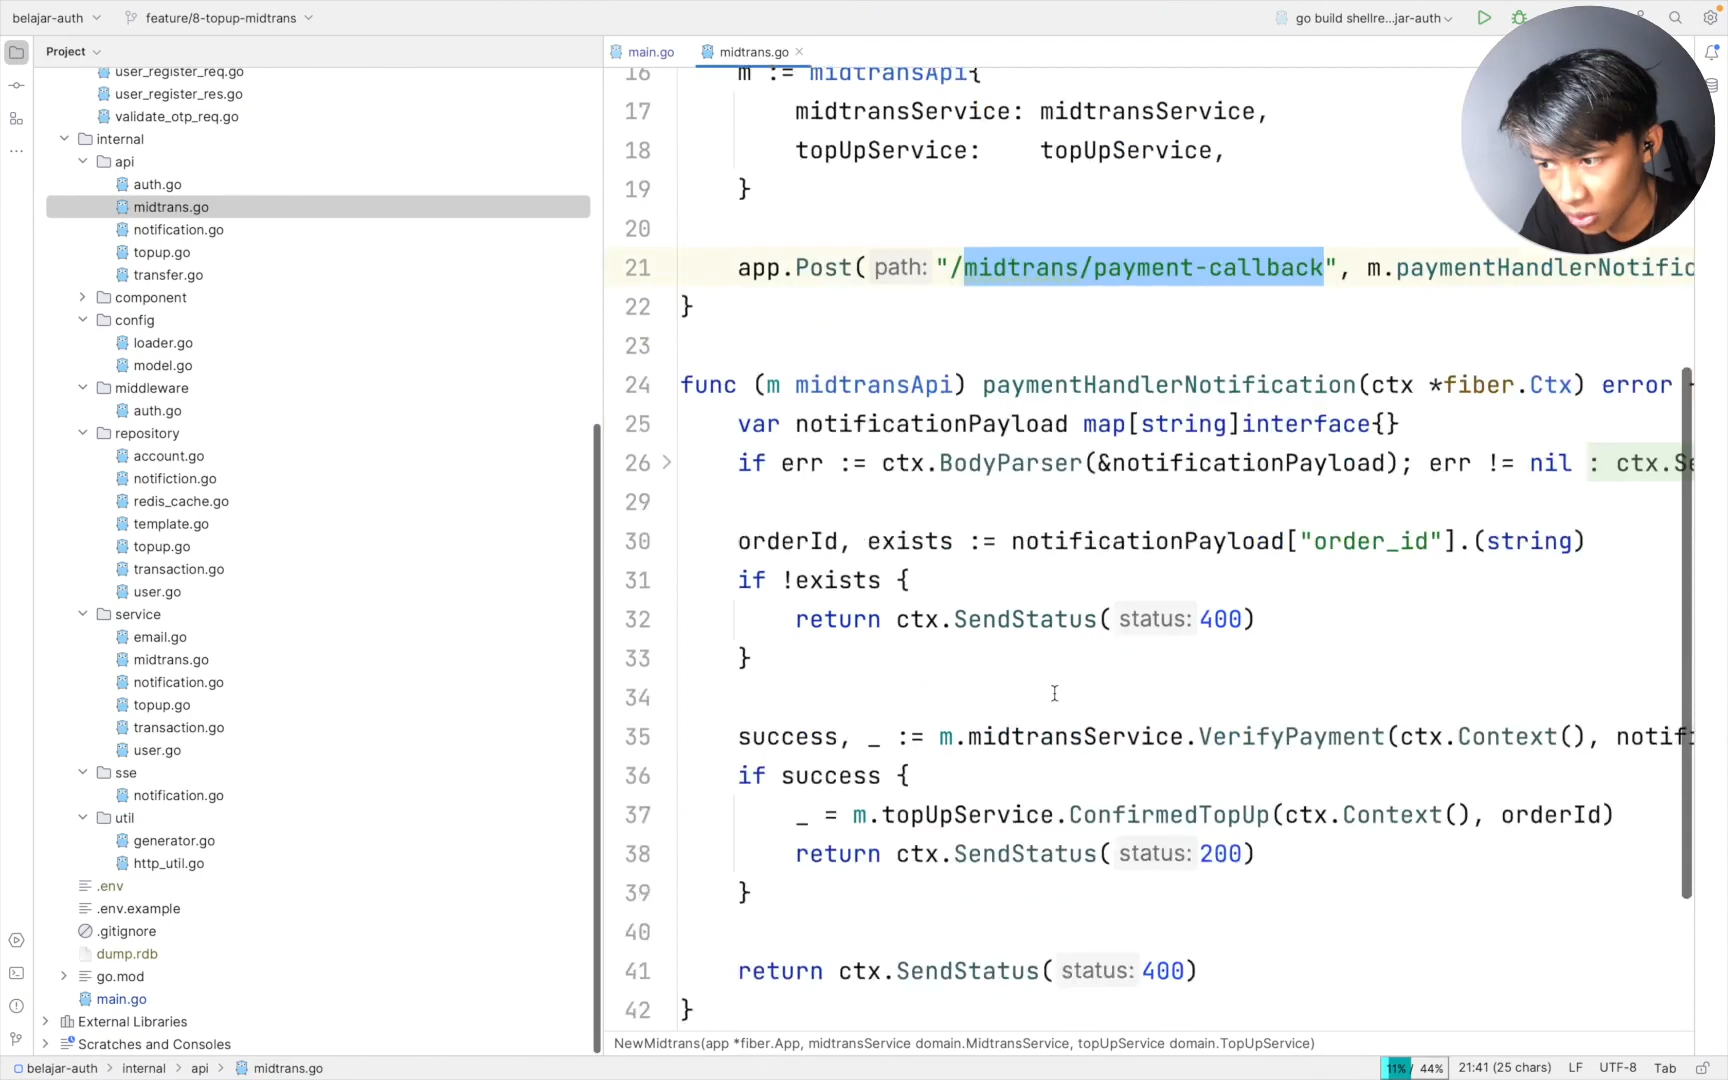 belajar-auth
feature/8-topup-midtrans
go build shellre...jar-auth
Project
main.go
midtrans.go
user_register_req.go
user_register_res.go
validate_otp_req.go
internal
api
auth.go
midtrans.go
notification.go
topup.go
transfer.go
component
config
loader.go
model.go
middleware
auth.go
repository
account.go
notifiction.go
redis_cache.go
template.go
topup.go
transaction.go
user.go
service
email.go
midtrans.go
notification.go
topup.go
transaction.go
user.go
sse
notification.go
util
generator.go
http_util.go
.env
.env.example
.gitignore
dump.rdb
go.mod
main.go
External Libraries
Scratches and Consoles
16 m := midtransApi{
17 midtransService: midtransService,
18 topUpService: topUpService,
19 }
20
21 app.Post( path: "/midtrans/payment-callback", m.paymentHandlerNotific
22 }
23
24 func (m midtransApi) paymentHandlerNotification(ctx *fiber.Ctx) error
25 var notificationPayload map[string]interface{}
26 if err := ctx.BodyParser(&notificationPayload); err != nil : ctx.Se
29
30 orderId, exists := notificationPayload["order_id"].(string)
31 if !exists {
32 return ctx.SendStatus( status: 400)
33 }
34
35 success, _ := m.midtransService.VerifyPayment(ctx.Context(), notif
36 if success {
37 _ = m.topUpService.ConfirmedTopUp(ctx.Context(), orderId)
38 return ctx.SendStatus( status: 200)
39 }
40
41 return ctx.SendStatus( status: 400)
42 }
NewMidtrans(app *fiber.App, midtransService domain.MidtransService, topUpService domain.TopUpService)
belajar-auth > internal > api > midtrans.go
11% / 44% 21:41 (25 chars) LF UTF-8 Tab